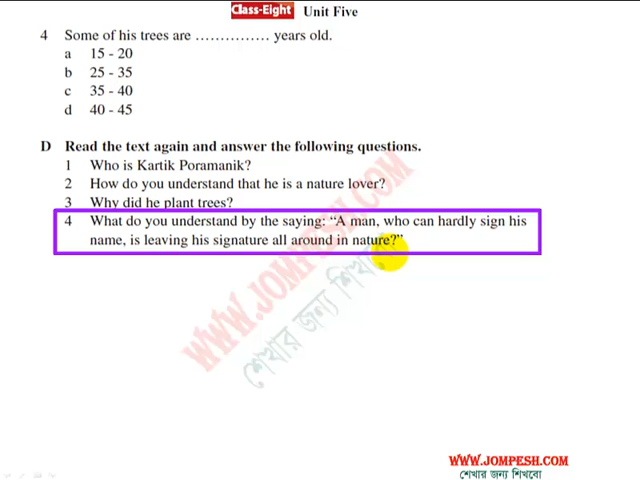 Class-Eight Unit Five
4 Some of his trees are …………… years old.
a 15 - 20
b 25 - 35
c 35 - 40
d 40 - 45
D Read the text again and answer the following questions.
1 Who is Kartik Poramanik?
2 How do you understand that he is a nature lover?
3 Why did he plant trees?
4 What do you understand by the saying: “A man, who can hardly sign his
name, is leaving his signature all around in nature?”
WWW.JOMPESH.COM
শেখার জন্য শিখবো
WWW.JOMPESH.COM
শেখার জন্য শিখবো